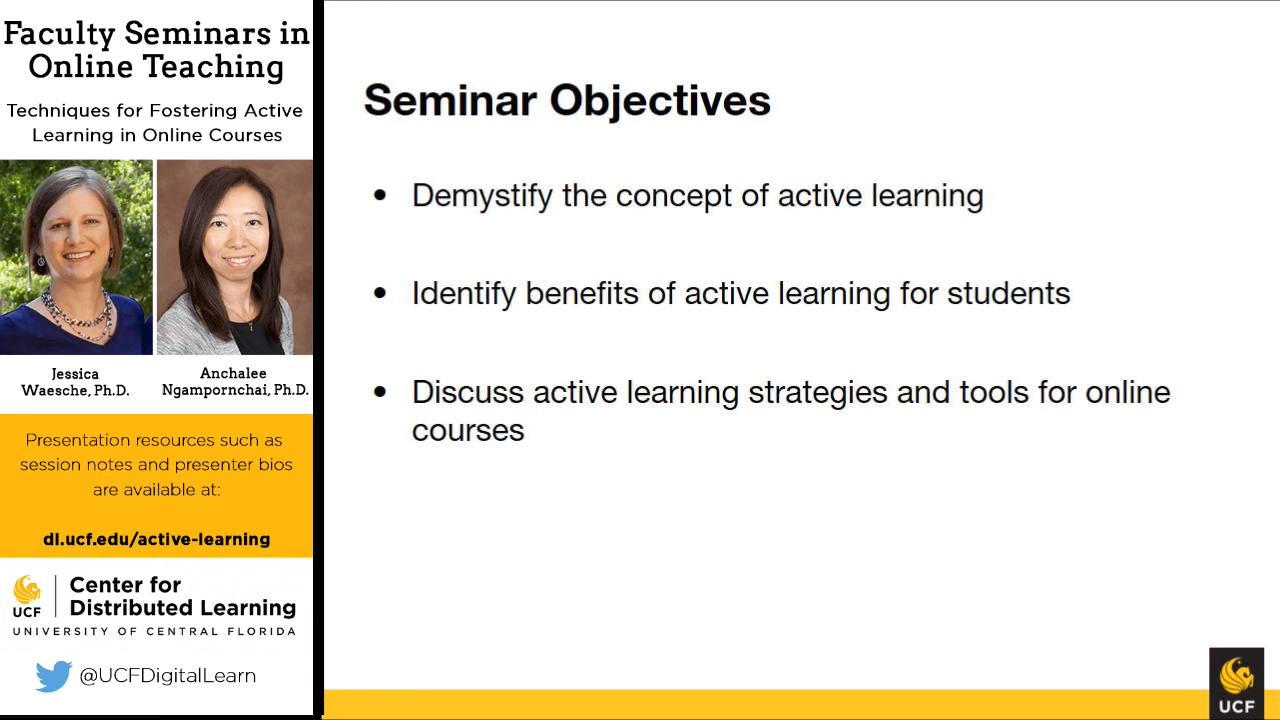 Faculty Seminars in
Online Teaching
Techniques for Fostering Active
Learning in Online Courses
Jessica
Waesche, Ph.D.
Anchalee
Ngampornchai, Ph.D.
Presentation resources such as
session notes and presenter bios
are available at:
dl.ucf.edu/active-learning
UCF
Center for
Distributed Learning
UNIVERSITY OF CENTRAL FLORIDA
@UCFDigitalLearn
Seminar Objectives
• Demystify the concept of active learning
• Identify benefits of active learning for students
• Discuss active learning strategies and tools for online
courses
UCF